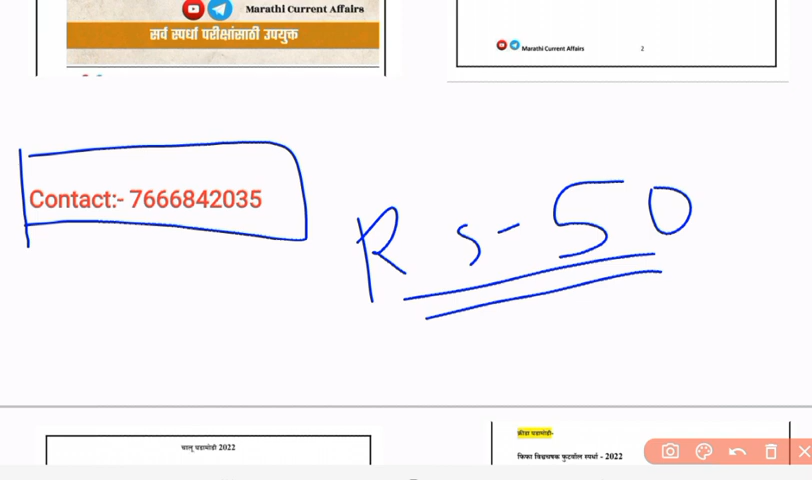 Marathi Current Affairs
सर्व स्पर्धा परीक्षांसाठी उपयुक्त
Marathi Current Affairs 2
Contact:- 7666842035
Rs-50
चालू घडामोडी 2022
क्रीडा घडामोडी-
फिफा विश्वचषक फुटबॉल स्पर्धा - 2022